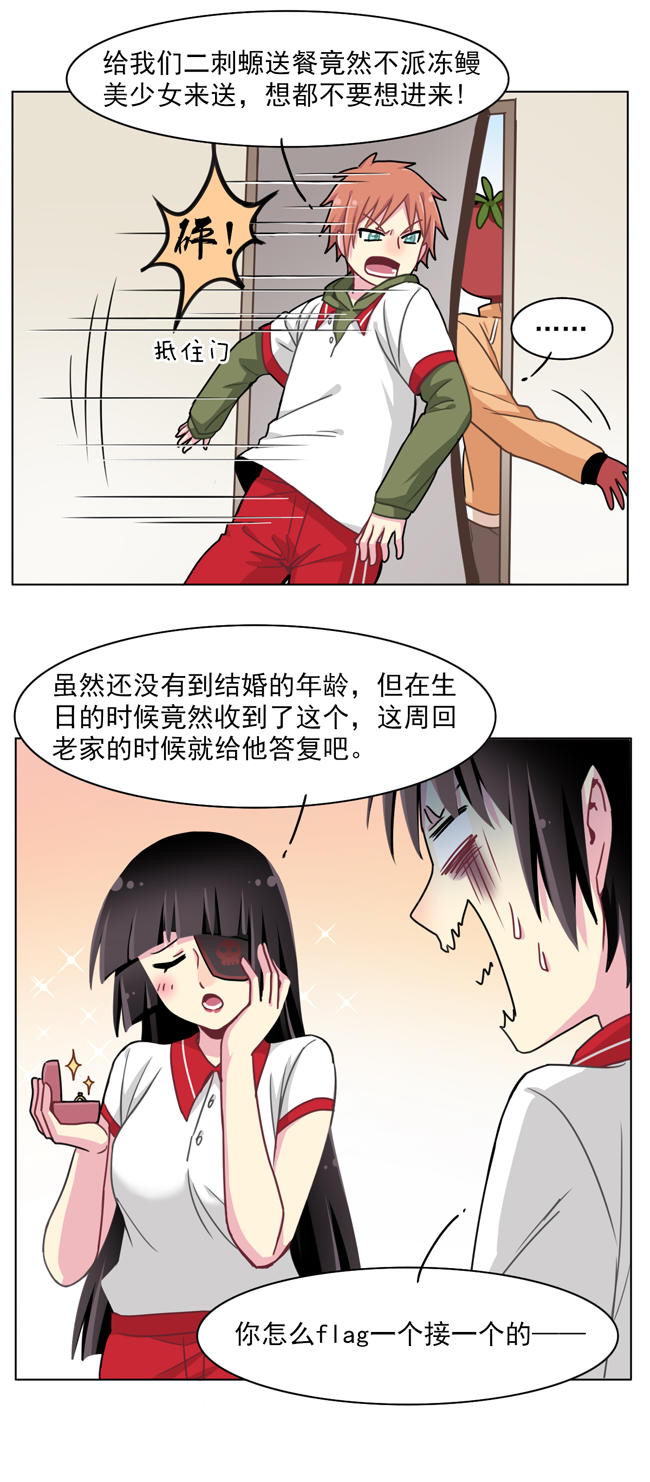 给我们二刺螈送餐竟然不派冻鳗
美少女来送，想都不要想进来！
砰！
抵住门
……
虽然还没有到结婚的年龄，但在生
日的时候竟然收到了这个，这周回
老家的时候就给他答复吧。
你怎么flag一个接一个的——